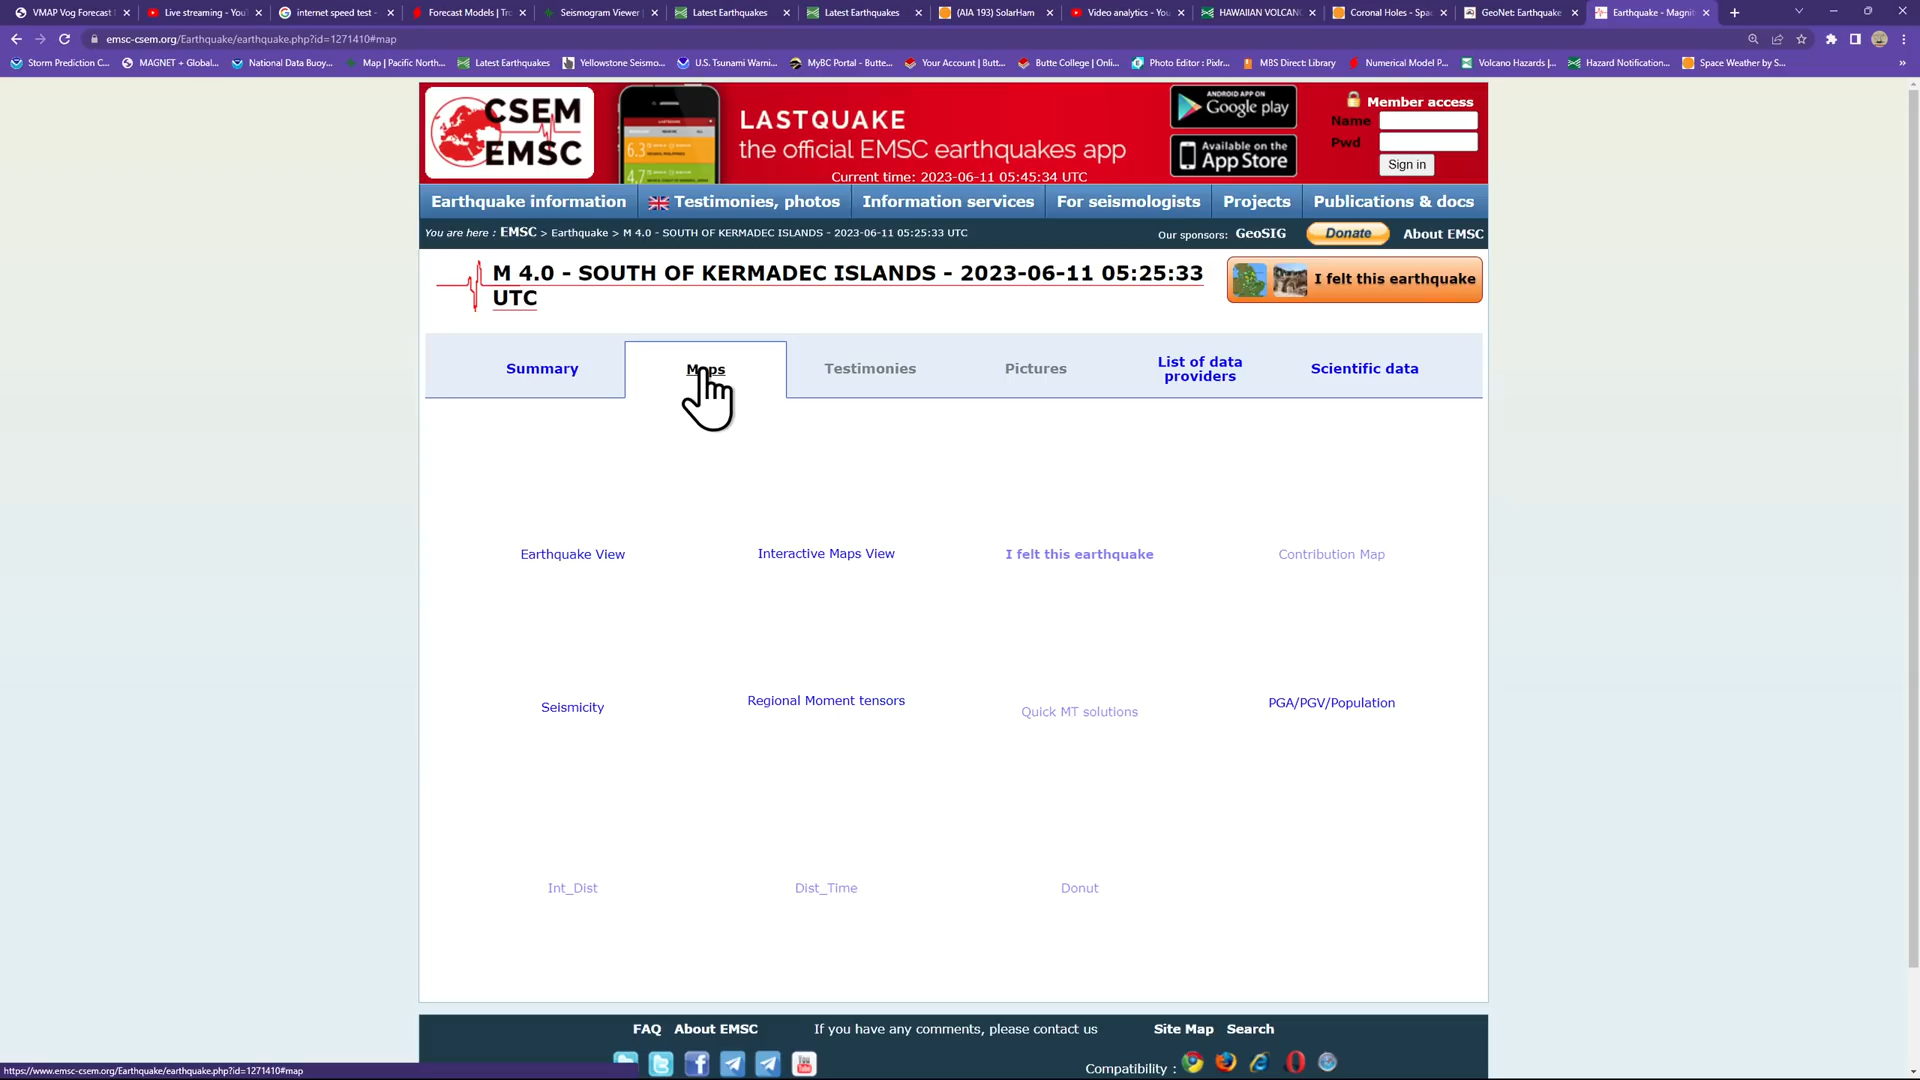 VMAP Vog Forecast
Live streaming - You
internet speed test -
Forecast Models | Tro
Seismogram Viewer |
Latest Earthquakes
Latest Earthquakes
(AIA 193) SolarHam
Video analytics - You
HAWAIIAN VOLCANO
Coronal Holes - Spac
GeoNet: Earthquake
Earthquake - Magnit
emsc-csem.org/Earthquake/earthquake.php?id=1271410#map
Storm Prediction C...
MAGNET + Global...
National Data Buoy...
Map | Pacific North...
Latest Earthquakes
Yellowstone Seismo...
U.S. Tsunami Warni...
MyBC Portal - Butte...
Your Account | Butt...
Butte College | Onli...
Photo Editor : Pixlr...
MBS Direct: Library
Numerical Model P...
Volcano Hazards |...
Hazard Notification...
Space Weather by S...
CSEM
EMSC
LASTQUAKE
the official EMSC earthquakes app
Current time: 2023-06-11 05:45:34 UTC
6.3
4.7
ANDROID APP ON
Google play
Available on the
App Store
Member access
Name
Pwd
Sign in
Earthquake information
Testimonies, photos
Information services
For seismologists
Projects
Publications & docs
You are here : EMSC > Earthquake > M 4.0 - SOUTH OF KERMADEC ISLANDS - 2023-06-11 05:25:33 UTC
Our sponsors: GeoSIG
Donate
About EMSC
M 4.0 - SOUTH OF KERMADEC ISLANDS - 2023-06-11 05:25:33
UTC
I felt this earthquake
Summary
Maps
Testimonies
Pictures
List of data
providers
Scientific data
Earthquake View
Interactive Maps View
I felt this earthquake
Contribution Map
Seismicity
Regional Moment tensors
Quick MT solutions
PGA/PGV/Population
Int_Dist
Dist_Time
Donut
FAQ
About EMSC
If you have any comments, please contact us
Site Map
Search
You
Compatibility :
https://www.emsc-csem.org/Earthquake/earthquake.php?id=1271410#map